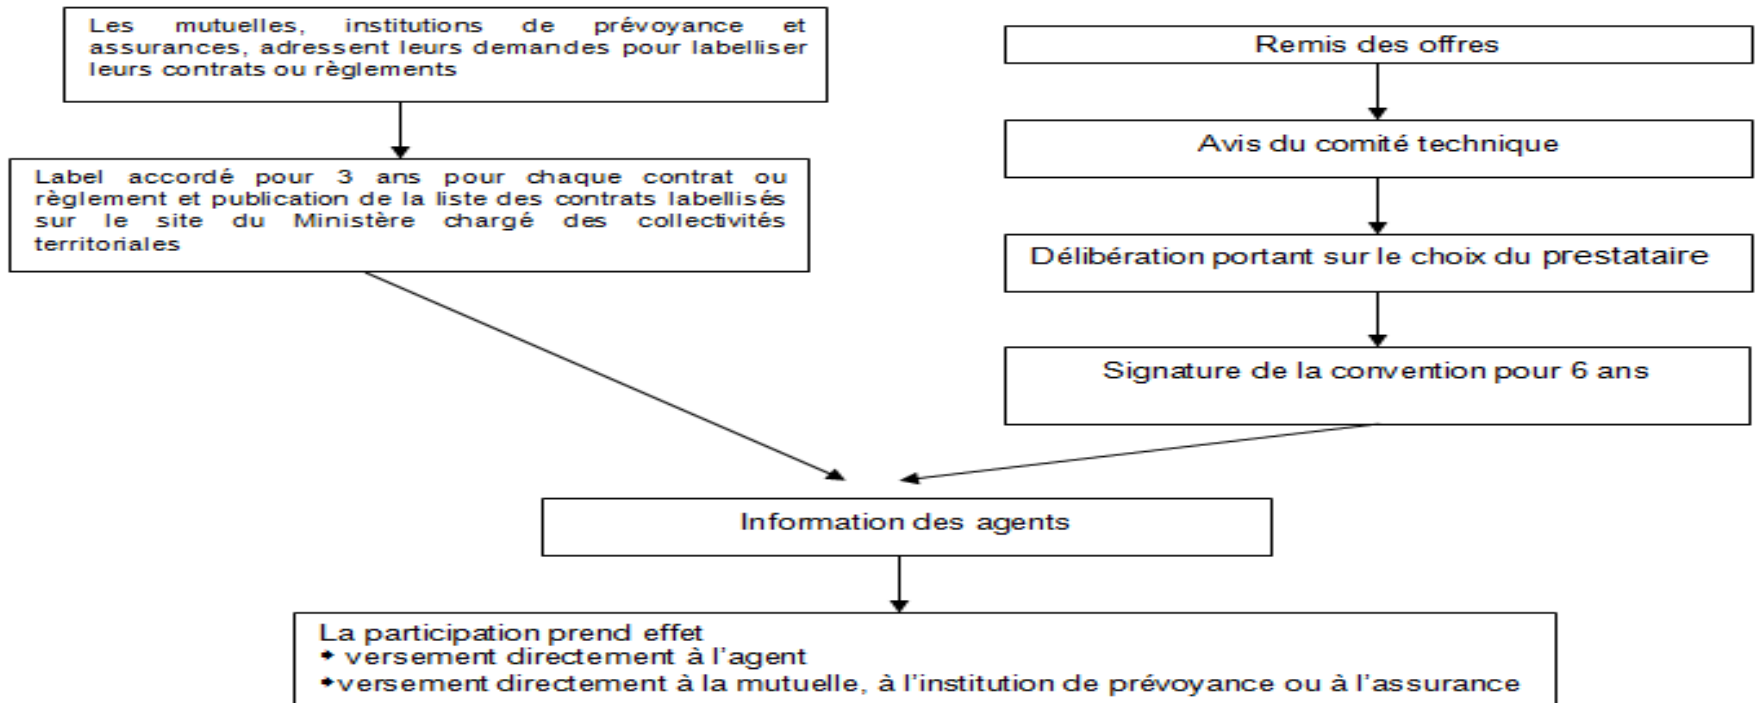 Les mutuelles, institutions de prévoyance et
assurances, adressent leurs demandes pour labelliser
leurs contrats ou règlements
Label accordé pour 3 ans pour chaque contrat ou
règlement et publication de la liste des contrats labellisés
sur le site du Ministère chargé des collectivités
territoriales
Remis des offres
Avis du comité technique
Délibération portant sur le choix du prestataire
Signature de la convention pour 6 ans
Information des agents
La participation prend effet
➧ versement directement à l'agent
➧versement directement à la mutuelle, à l'institution de prévoyance ou à l'assurance